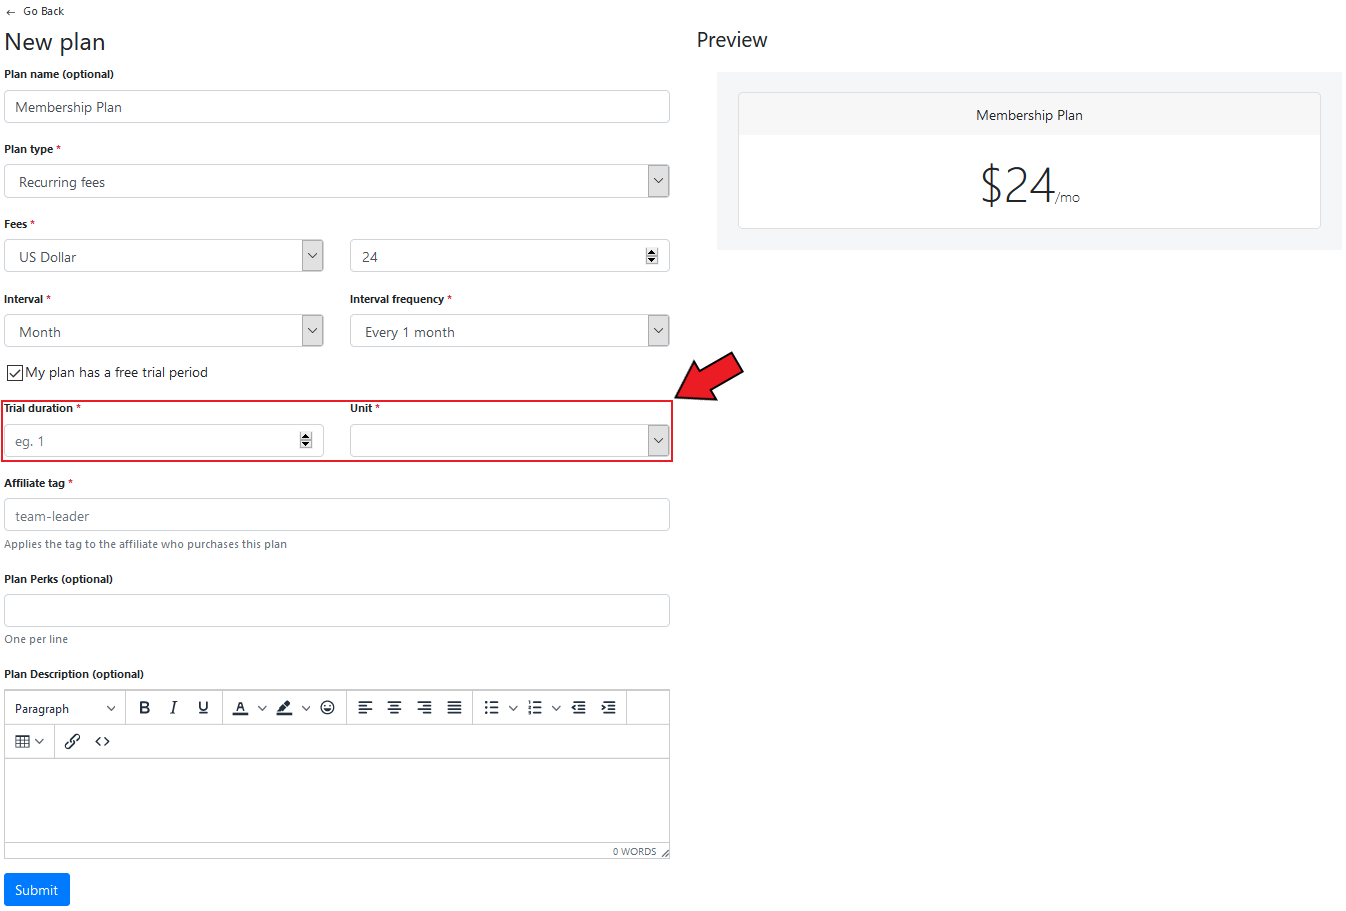 ← Go Back
New plan
Plan name (optional)
Membership Plan
Plan type *
Recurring fees
Fees *
US Dollar
24
Interval *
Interval frequency *
Month
Every 1 month
My plan has a free trial period
Trial duration *
Unit *
eg. 1
Affiliate tag *
team-leader
Applies the tag to the affiliate who purchases this plan
Plan Perks (optional)
One per line
Plan Description (optional)
Paragraph
B I U A
0 WORDS
Submit
Preview
Membership Plan
$24/mo